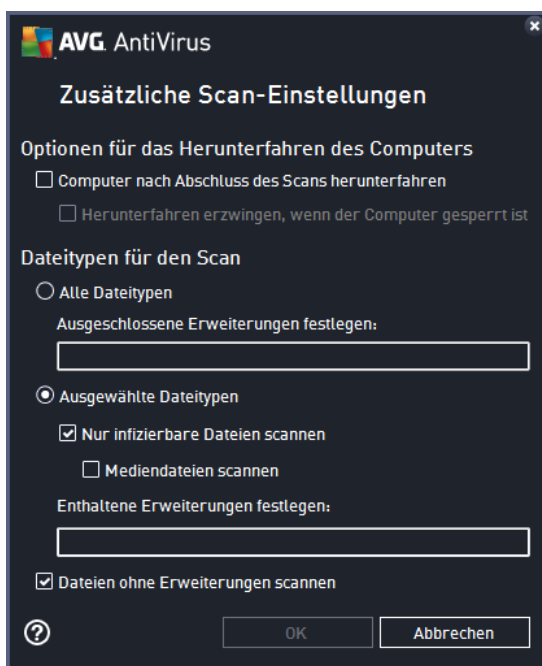 AVG. AntiVirus
Zusätzliche Scan-Einstellungen
Optionen für das Herunterfahren des Computers
Computer nach Abschluss des Scans herunterfahren
Herunterfahren erzwingen, wenn der Computer gesperrt ist
Dateitypen für den Scan
Alle Dateitypen
Ausgeschlossene Erweiterungen festlegen:
Ausgewählte Dateitypen
Nur infizierbare Dateien scannen
Mediendateien scannen
Enthaltene Erweiterungen festlegen:
Dateien ohne Erweiterungen scannen
OK
Abbrechen